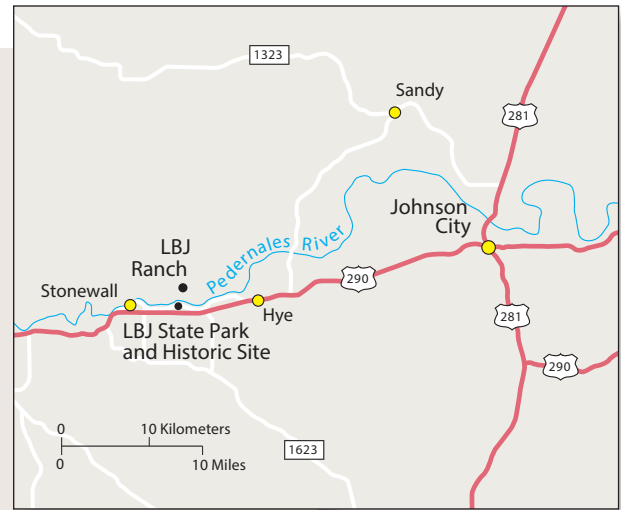 1323
Sandy
281
Johnson
City
Pedernales River
LBJ
Ranch
290
Stonewall
Hye
281
LBJ State Park
and Historic Site
290
0 10 Kilometers
0 10 Miles
1623